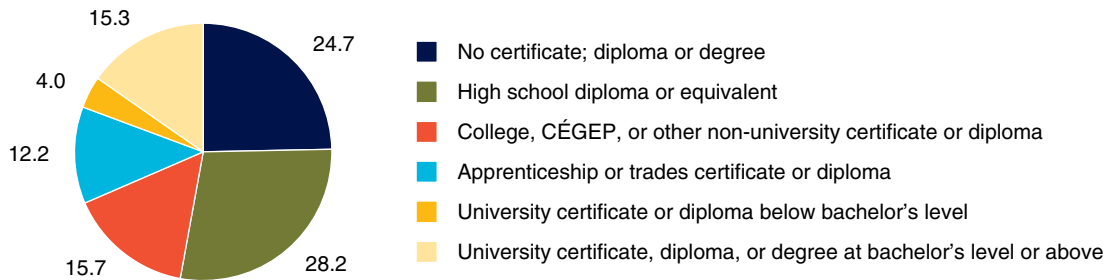 15.3
24.7
4.0
12.2
15.7
28.2
No certificate; diploma or degree
High school diploma or equivalent
College, CÉGEP, or other non-university certificate or diploma
Apprenticeship or trades certificate or diploma
University certificate or diploma below bachelor’s level
University certificate, diploma, or degree at bachelor’s level or above